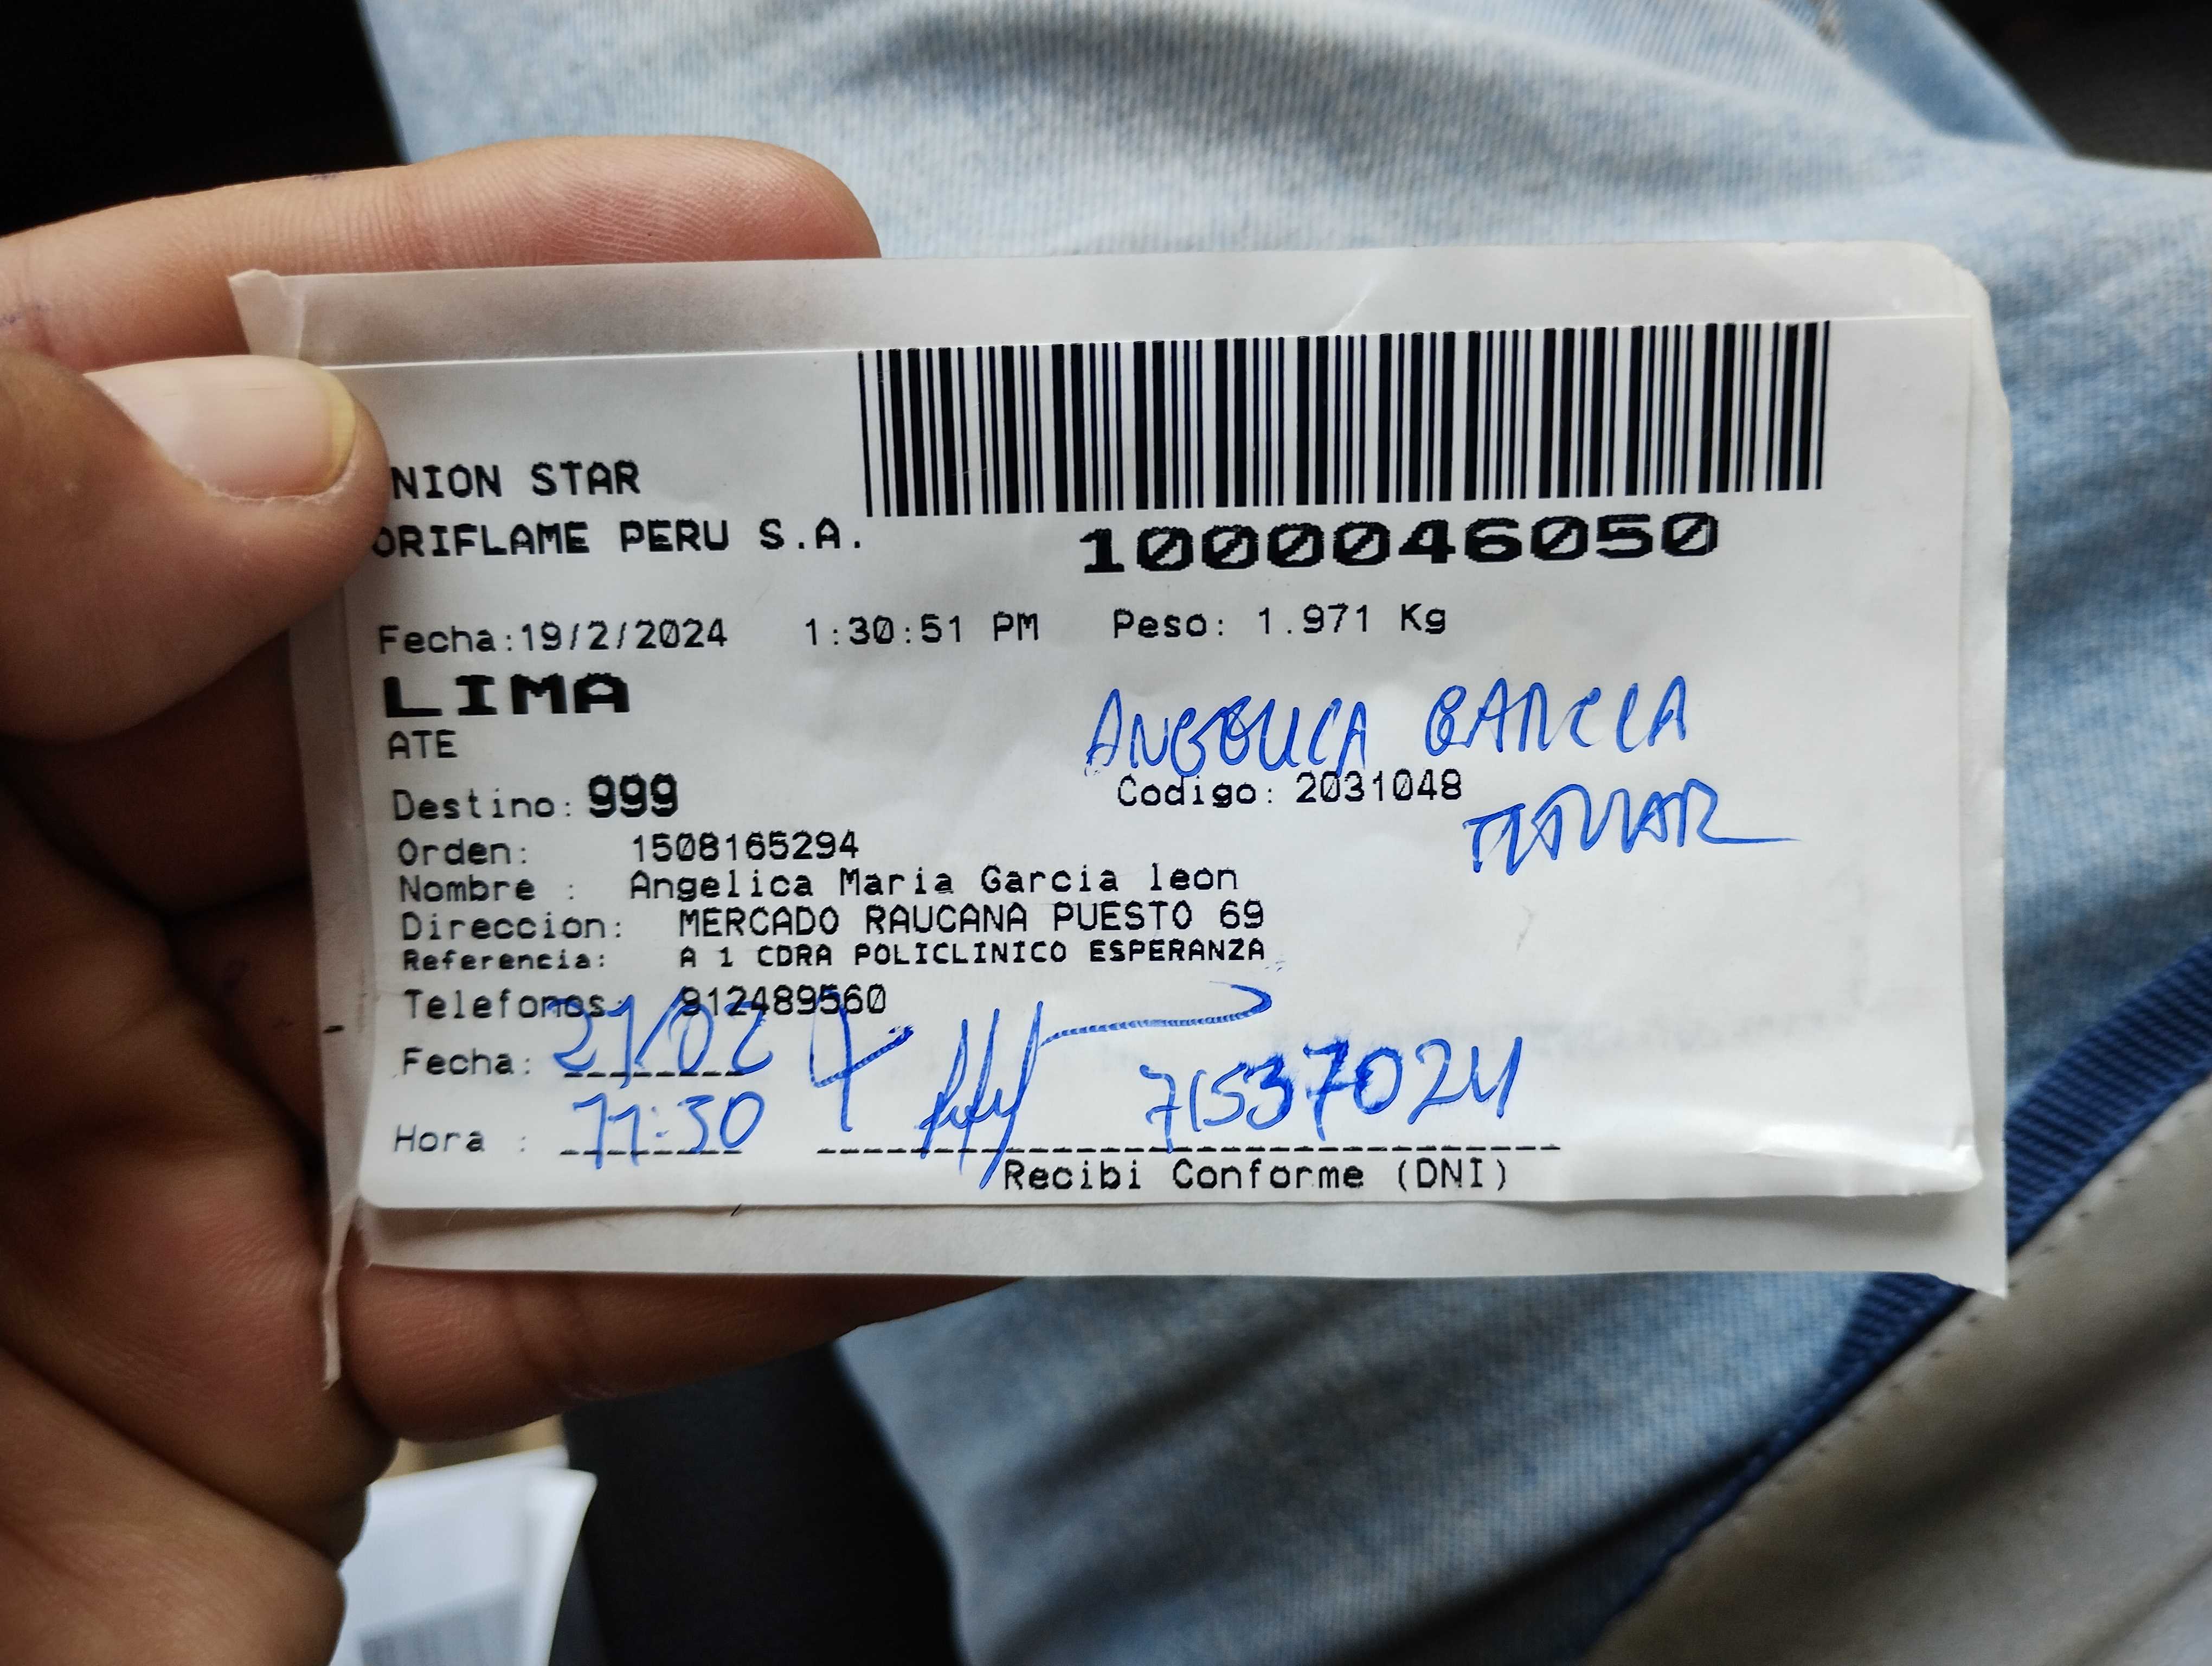 NION STAR
ORIFLAME PERU S.A.
1000046050
Fecha:19/2/2024 1:30:51 PM Peso: 1.971 Kg
LIMA
ATE
ANGELICA GARCIA
Destino: 999 Codigo: 2031048
TITULAR
Orden: 1508165294
Nombre : Angelica Maria Garcia leon
Direccion: MERCADO RAUCANA PUESTO 69
Referencia: A 1 CDRA POLICLINICO ESPERANZA
Telefonos: 912489560
Fecha: 21/02
71537024
Hora : 11:30
Recibi Conforme (DNI)